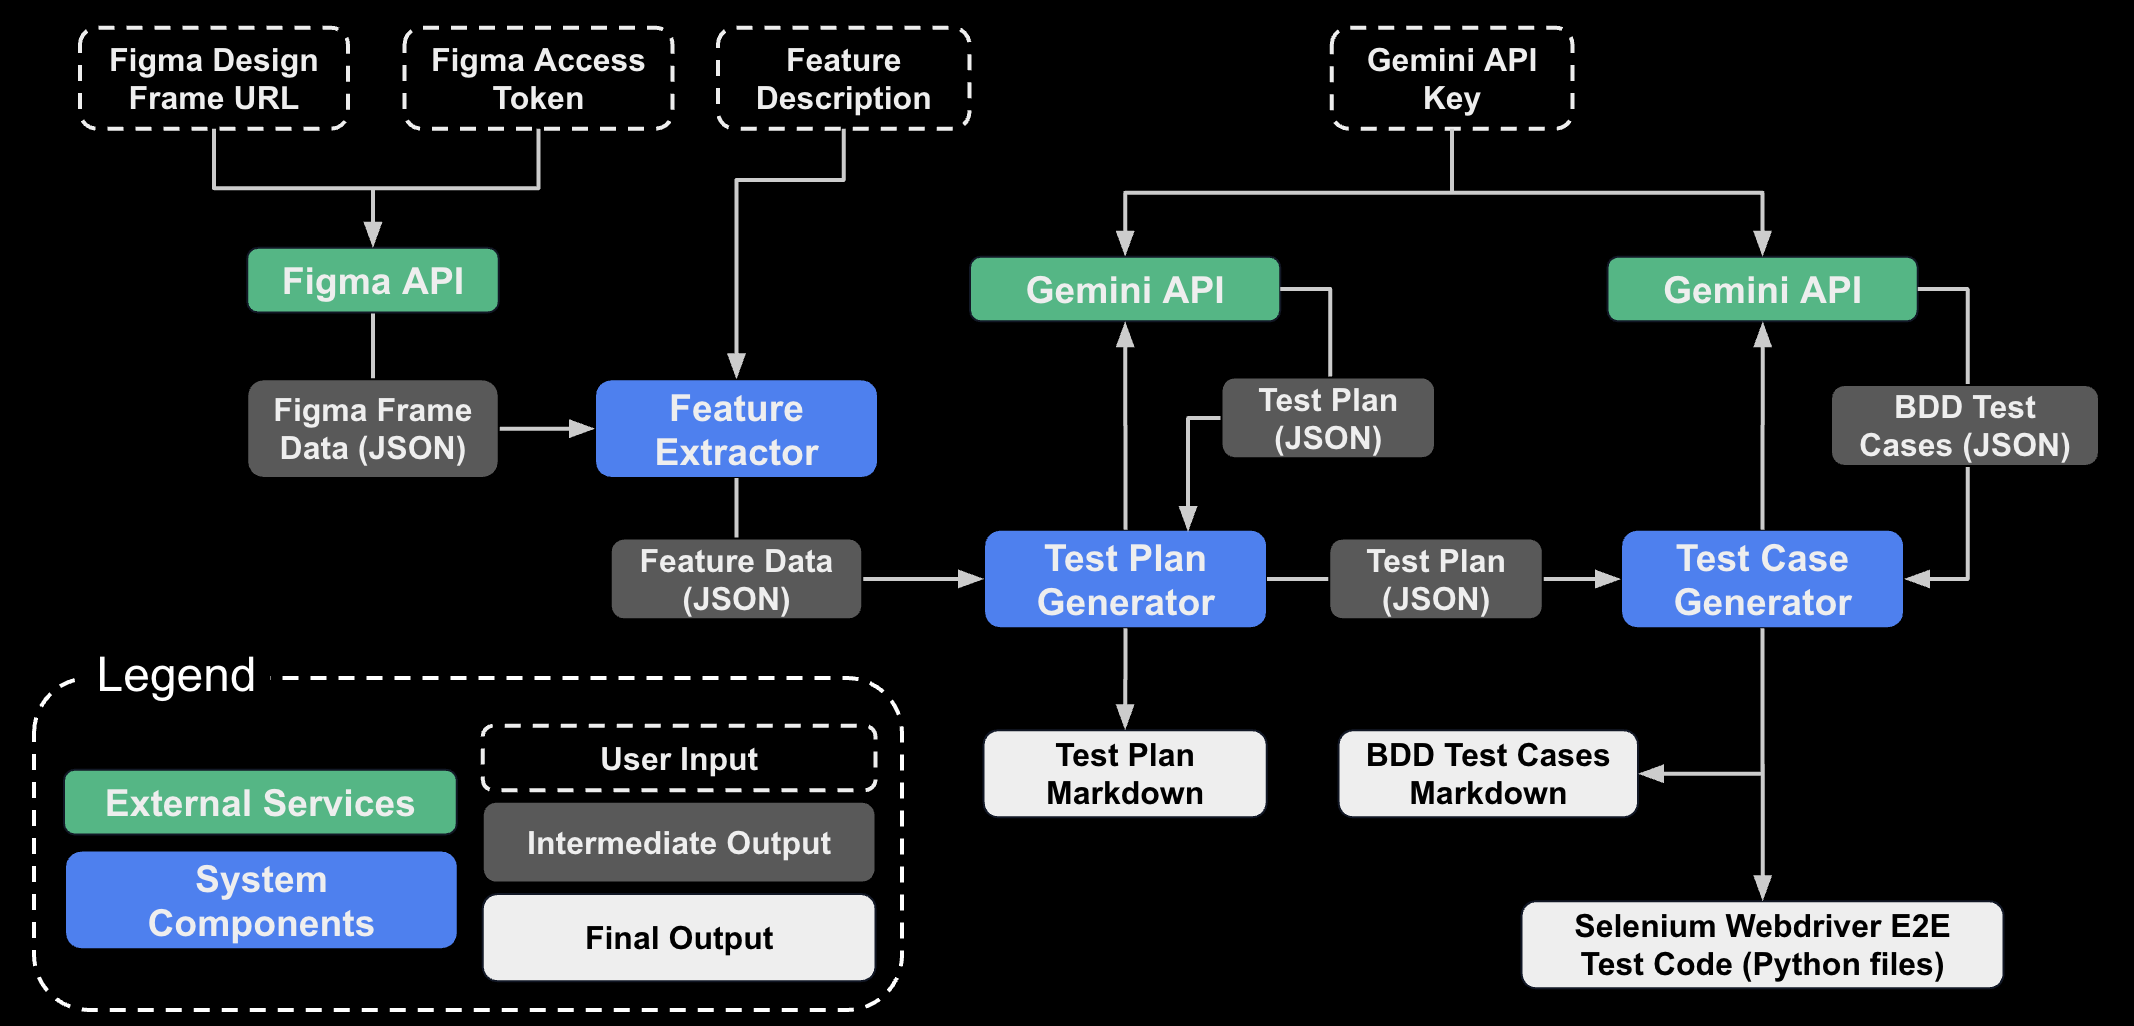 Figma Design
Frame URL
Figma Access
Token
Feature
Description
Gemini API
Key
Figma API
Gemini API
Gemini API
Figma Frame
Data (JSON)
Feature
Extractor
Test Plan
(JSON)
BDD Test
Cases (JSON)
Feature Data
(JSON)
Test Plan
Generator
Test Plan
(JSON)
Test Case
Generator
Test Plan
Markdown
BDD Test Cases
Markdown
Selenium Webdriver E2E
Test Code (Python files)
Legend
External Services
System
Components
User Input
Intermediate Output
Final Output